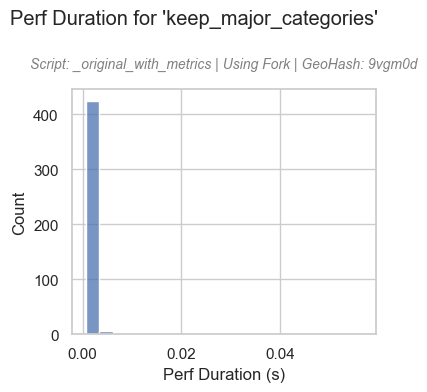 Perf Duration for 'keep_major_categories'
Script: _original_with_metrics | Using Fork | GeoHash: 9vgm0d
400
300
200
100
0
Count
0.00 0.02 0.04
Perf Duration (s)